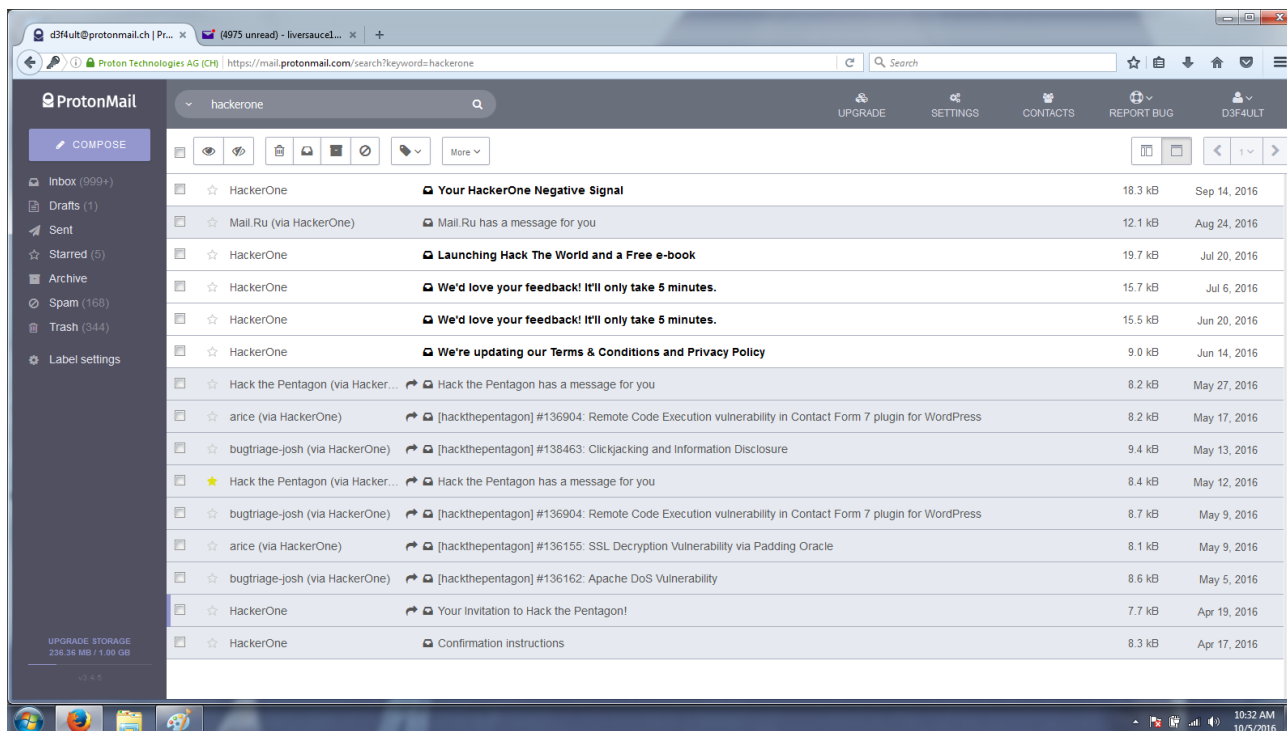 d3f4ult@protonmail.ch | Pr... × (4975 unread) - liversauce1... × +
Proton Technologies AG (CH) https://mail.protonmail.com/search?keyword=hackerone Search
ProtonMail hackerone UPGRADE SETTINGS CONTACTS REPORT BUG D3F4ULT
COMPOSE More 1
Inbox (999+)
Drafts (1)
Sent
Starred (5)
Archive
Spam (168)
Trash (344)
Label settings
UPGRADE STORAGE
236.36 MB / 1.00 GB
HackerOne Your HackerOne Negative Signal 18.3 kB Sep 14, 2016
Mail.Ru (via HackerOne) Mail.Ru has a message for you 12.1 kB Aug 24, 2016
HackerOne Launching Hack The World and a Free e-book 19.7 kB Jul 20, 2016
HackerOne We'd love your feedback! It'll only take 5 minutes. 15.7 kB Jul 6, 2016
HackerOne We'd love your feedback! It'll only take 5 minutes. 15.5 kB Jun 20, 2016
HackerOne We're updating our Terms & Conditions and Privacy Policy 9.0 kB Jun 14, 2016
Hack the Pentagon (via Hacker... Hack the Pentagon has a message for you 8.2 kB May 27, 2016
arice (via HackerOne) [hackthepentagon] #136904: Remote Code Execution vulnerability in Contact Form 7 plugin for WordPress 8.2 kB May 17, 2016
bugtriage-josh (via HackerOne) [hackthepentagon] #138463: Clickjacking and Information Disclosure 9.4 kB May 13, 2016
Hack the Pentagon (via Hacker... Hack the Pentagon has a message for you 8.4 kB May 12, 2016
bugtriage-josh (via HackerOne) [hackthepentagon] #136904: Remote Code Execution vulnerability in Contact Form 7 plugin for WordPress 8.7 kB May 9, 2016
arice (via HackerOne) [hackthepentagon] #136155: SSL Decryption Vulnerability via Padding Oracle 8.1 kB May 9, 2016
bugtriage-josh (via HackerOne) [hackthepentagon] #136162: Apache DoS Vulnerability 8.6 kB May 5, 2016
HackerOne Your Invitation to Hack the Pentagon! 7.7 kB Apr 19, 2016
HackerOne Confirmation instructions 8.3 kB Apr 17, 2016
10:32 AM
10/5/2016